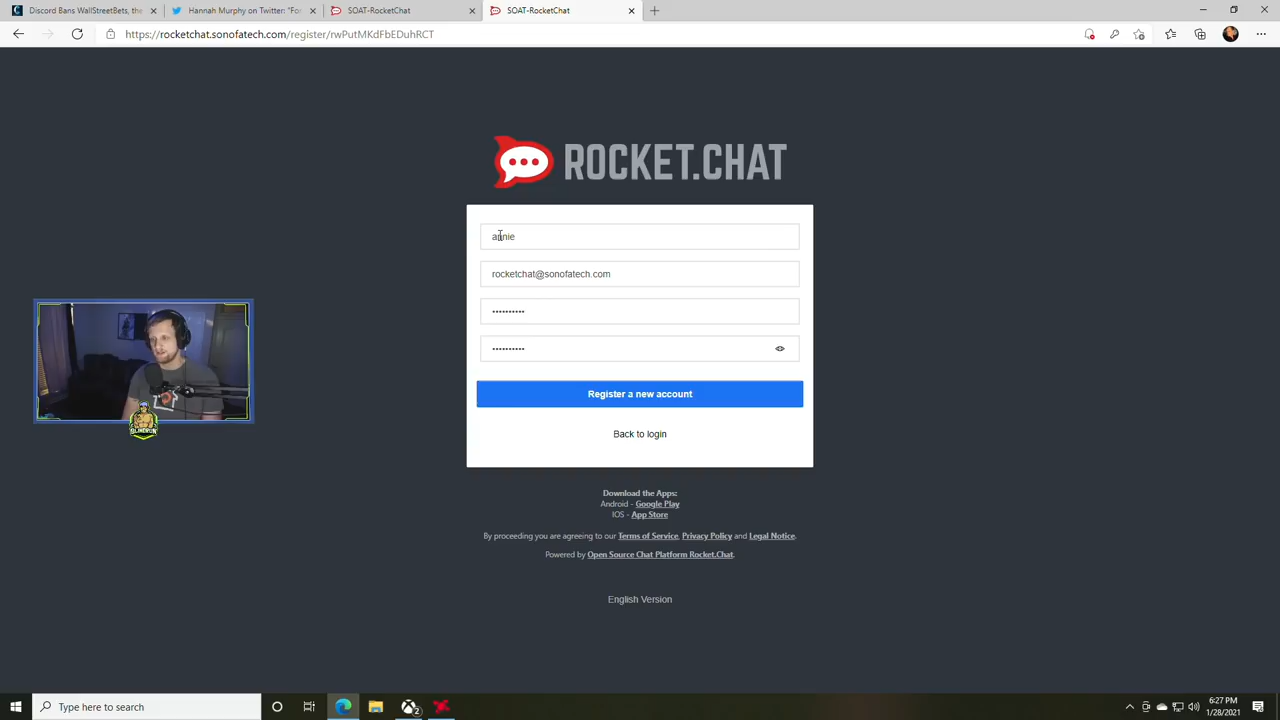 Discord Bans WallStreetBets, the
Hannah Murphy on Twitter: "Foc
SOAT-RocketChat
SOAT-RocketChat
https://rocketchat.sonofatech.com/register/rwPutMKdFbEDuhRCT
ROCKET.CHAT
annie
rocketchat@sonofatech.com
Register a new account
Back to login
Download the Apps:
Android - Google Play
IOS - App Store
By proceeding you are agreeing to our Terms of Service, Privacy Policy and Legal Notice.
Powered by Open Source Chat Platform Rocket.Chat.
English Version
Type here to search
2
6:27 PM
1/28/2021